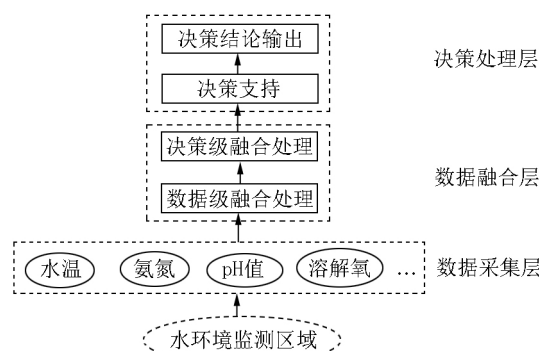 决策结论输出
决策处理层
决策支持
决策级融合处理
数据融合层
数据级融合处理
水温 氨氮 pH值 溶解氧 … 数据采集层
水环境监测区域